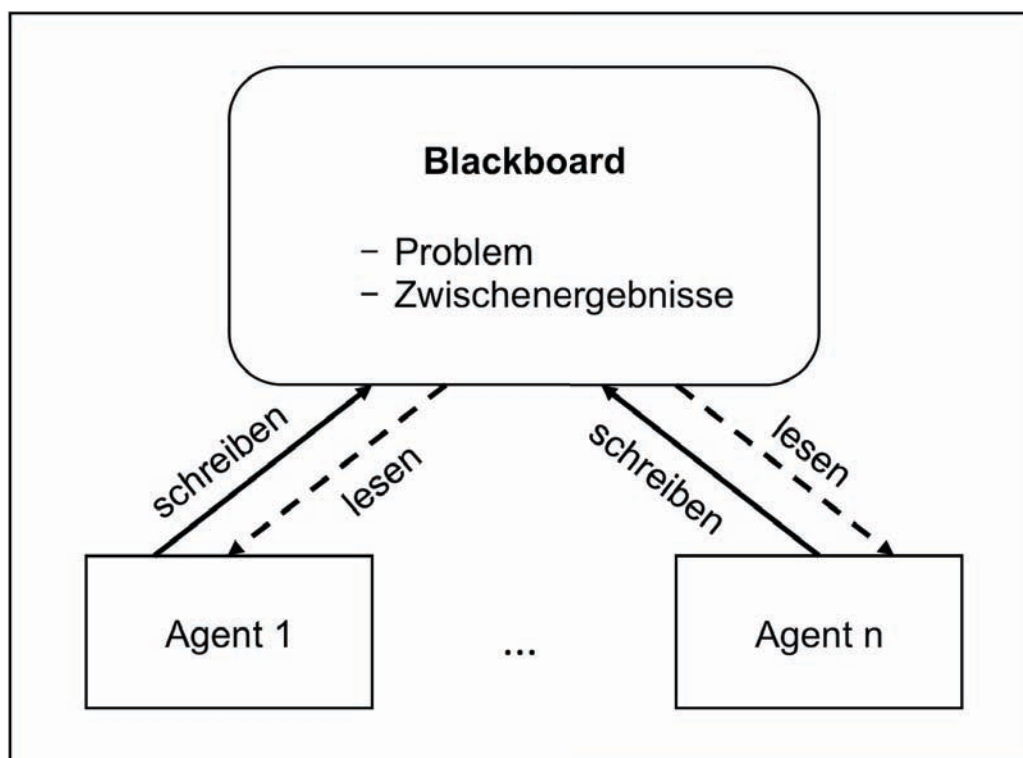 Blackboard
– Problem
– Zwischenergebnisse
schreiben
lesen
schreiben
lesen
Agent 1
...
Agent n